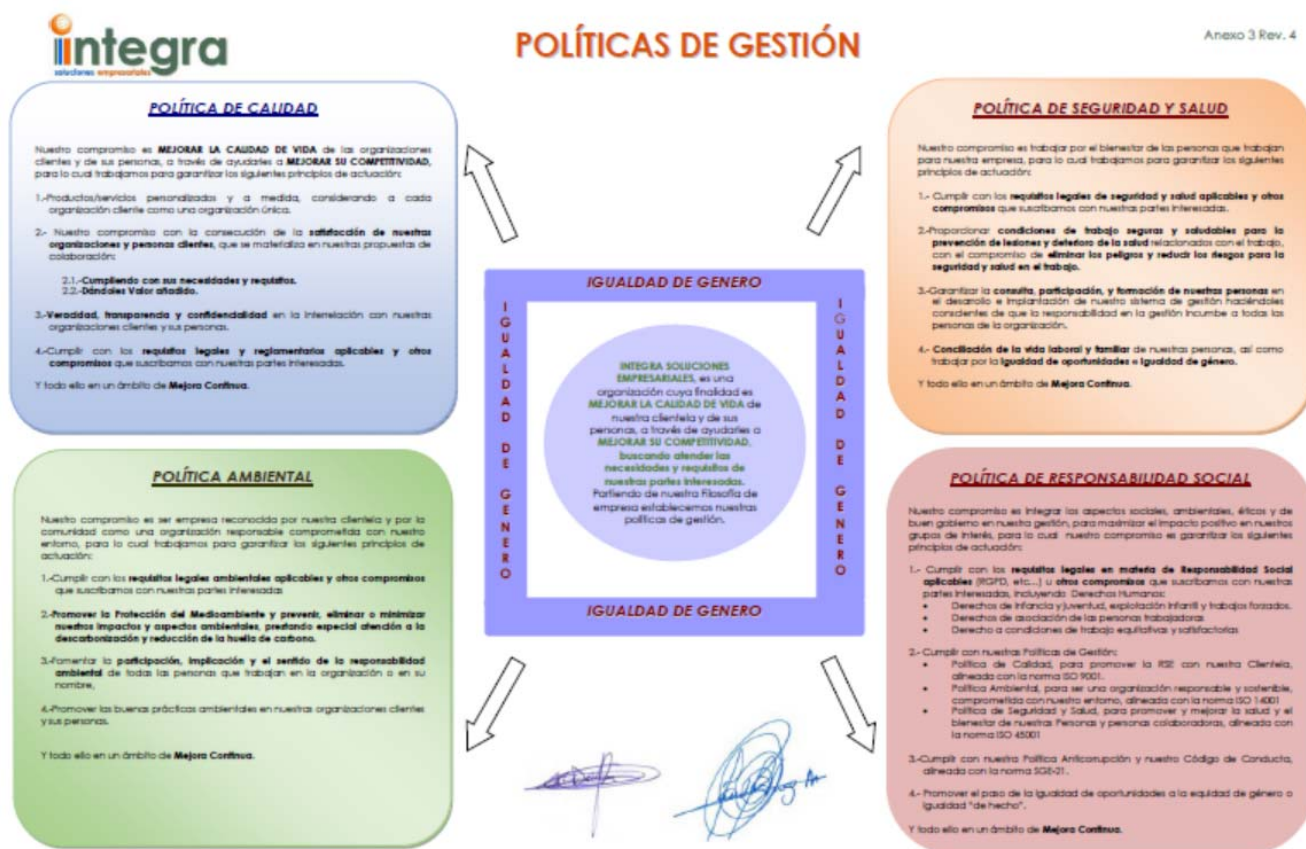 integra
soluciones empresariales
POLÍTICAS DE GESTIÓN
Anexo 3 Rev. 4
POLÍTICA DE CALIDAD
Nuestro compromiso es MEJORAR LA CALIDAD DE VIDA de las organizaciones
clientes y de sus personas, a través de ayudarles a MEJORAR SU COMPETITIVIDAD,
para lo cual trabajamos para garantizar los siguientes principios de actuación:
1.-Productos/servicios personalizados y a medida, considerando a cada
organización cliente como una organización única.
2.- Nuestro compromiso con la consecución de la satisfacción de nuestras
organizaciones y personas clientes, que se materializa en nuestras propuestas de
colaboración:
2.1.-Cumpliendo con sus necesidades y requisitos.
2.2.-Dándoles Valor añadido.
3.-Veracidad, transparencia y confidencialidad en la interrelación con nuestras
organizaciones clientes y sus personas.
4.-Cumplir con los requisitos legales y reglamentarios aplicables y otros
compromisos que suscribamos con nuestras partes interesadas.
Y todo ello en un ámbito de Mejora Continua.
POLÍTICA DE SEGURIDAD Y SALUD
Nuestro compromiso es trabajar por el bienestar de las personas que trabajan
para nuestra empresa, para lo cual trabajamos para garantizar los siguientes
principios de actuación:
1.- Cumplir con los requisitos legales de seguridad y salud aplicables y otros
compromisos que suscribamos con nuestras partes interesadas.
2.-Proporcionar condiciones de trabajo seguras y saludables para la
prevención de lesiones y deterioro de la salud relacionados con el trabajo,
con el compromiso de eliminar los peligros y reducir los riesgos para la
seguridad y salud en el trabajo.
3.-Garantizar la consulta, participación, y formación de nuestras personas en
el desarrollo e implantación de nuestro sistema de gestión haciéndoles
conscientes de que la responsabilidad en la gestión incumbe a todas las
personas de la organización.
4.- Conciliación de la vida laboral y familiar de nuestras personas, así como
trabajar por la igualdad de oportunidades e igualdad de género.
Y todo ello en un ámbito de Mejora Continua.
IGUALDAD DE GENERO
IGUALDAD DE GENERO
INTEGRA SOLUCIONES
EMPRESARIALES, es una
organización cuya finalidad es
MEJORAR LA CALIDAD DE VIDA de
nuestra clientela y de sus
personas, a través de ayudarles a
MEJORAR SU COMPETITIVIDAD,
buscando atender las
necesidades y requisitos de
nuestras partes interesadas.
Partiendo de nuestra Filosofía de
empresa establecemos nuestras
políticas de gestión.
IGUALDAD DE GENERO
IGUALDAD DE GENERO
POLÍTICA AMBIENTAL
Nuestro compromiso es ser empresa reconocida por nuestra clientela y por la
comunidad como una organización responsable comprometida con nuestro
entorno, para lo cual trabajamos para garantizar los siguientes principios de
actuación:
1.-Cumplir con los requisitos legales ambientales aplicables y otros compromisos
que suscribamos con nuestras partes interesadas
2.-Promover la Protección del Medioambiente y prevenir, eliminar o minimizar
nuestros impactos y aspectos ambientales, prestando especial atención a la
descarbonización y reducción de la huella de carbono.
3.-Fomentar la participación, implicación y el sentido de la responsabilidad
ambiental de todas las personas que trabajan en la organización o en su
nombre.
4.-Promover las buenas prácticas ambientales en nuestras organizaciones clientes
y sus personas.
Y todo ello en un ámbito de Mejora Continua.
POLÍTICA DE RESPONSABILIDAD SOCIAL
Nuestro compromiso es integrar los aspectos sociales, ambientales, éticos y de
buen gobierno en nuestra gestión, para maximizar el impacto positivo en nuestros
grupos de interés, para lo cual nuestro compromiso es garantizar los siguientes
principios de actuación:
1.- Cumplir con los requisitos legales en materia de Responsabilidad Social
aplicables (RGPD, etc...) u otros compromisos que suscribamos con nuestras
partes interesadas, incluyendo Derechos Humanos:
• Derechos de infancia y juventud, explotación infantil y trabajos forzados.
• Derechos de asociación de las personas trabajadoras
• Derecho a condiciones de trabajo equitativas y satisfactorias
2.- Cumplir con nuestras Políticas de Gestión:
• Política de Calidad, para promover la RSE con nuestra Clientela,
alineada con la norma ISO 9001.
• Política Ambiental, para ser una organización responsable y sostenible,
comprometida con nuestro entorno, alineada con la norma ISO 14001
• Política de Seguridad y Salud, para promover y mejorar la salud y el
bienestar de nuestras Personas y personas colaboradoras, alineada con
la norma ISO 45001
3.-Cumplir con nuestra Política Anticorrupción y nuestro Código de Conducta,
alineada con la norma SGE-21.
4.- Promover el paso de la igualdad de oportunidades a la equidad de género o
igualdad "de hecho".
Y todo ello en un ámbito de Mejora Continua.